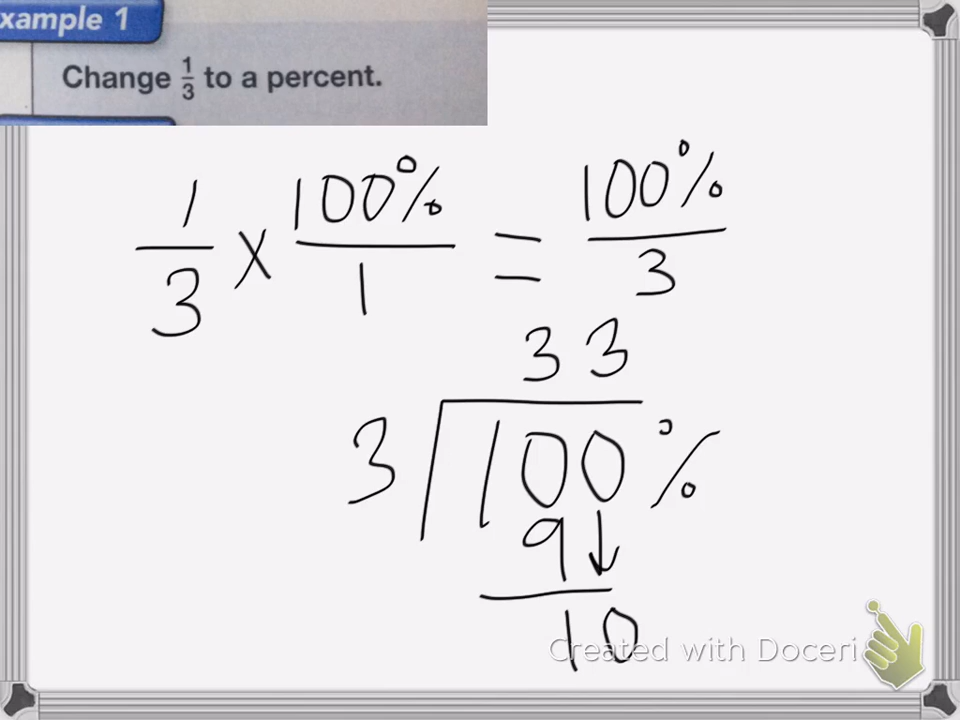 xample 1
Change 1/3 to a percent.
1/3 × 100%/1 = 100%/3
33
3 100%
9↓
10
Created with Doceri